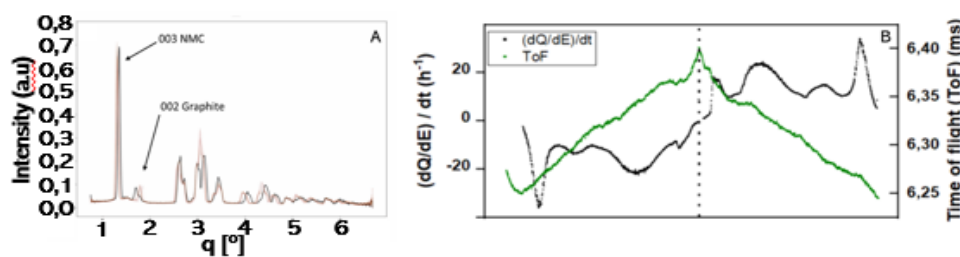 A
0,8
0,7
0,6
0,5
0,4
0,3
0,2
0,1
0,0
Intensity (a.u)
003 NMC
002 Graphite
1 2 3 4 5 6
q [º]
B
(dQ/dE)/dt
ToF
20
0
-20
(dQ/dE) / dt (h⁻¹)
6,40
6,35
6,30
6,25
Time of flight (ToF) (ms)